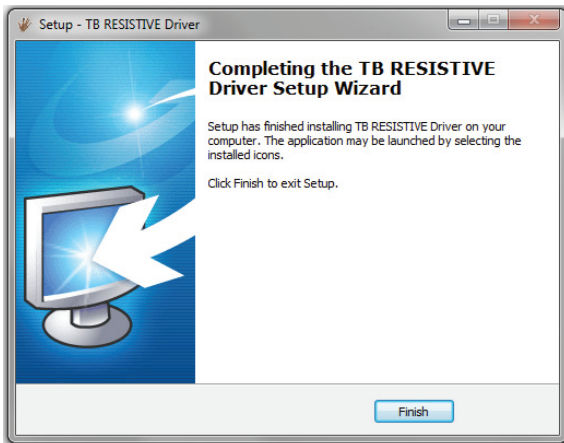 Setup - TB RESISTIVE Driver
Completing the TB RESISTIVE
Driver Setup Wizard
Setup has finished installing TB RESISTIVE Driver on your
computer. The application may be launched by selecting the
installed icons.
Click Finish to exit Setup.
Finish